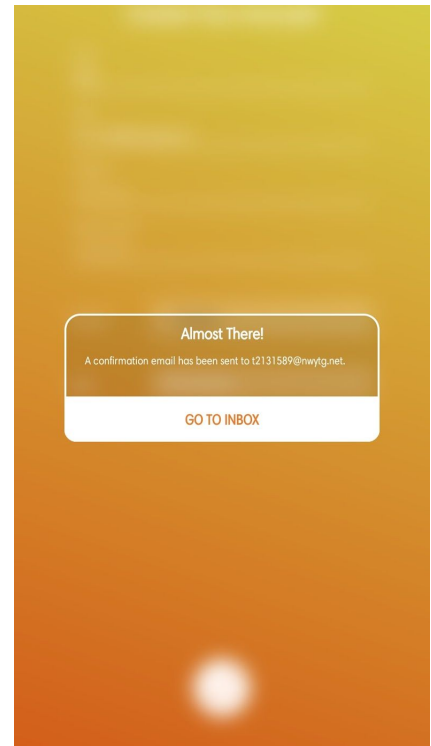 Almost There!
A confirmation email has been sent to t2131589@nwytg.net.
GO TO INBOX